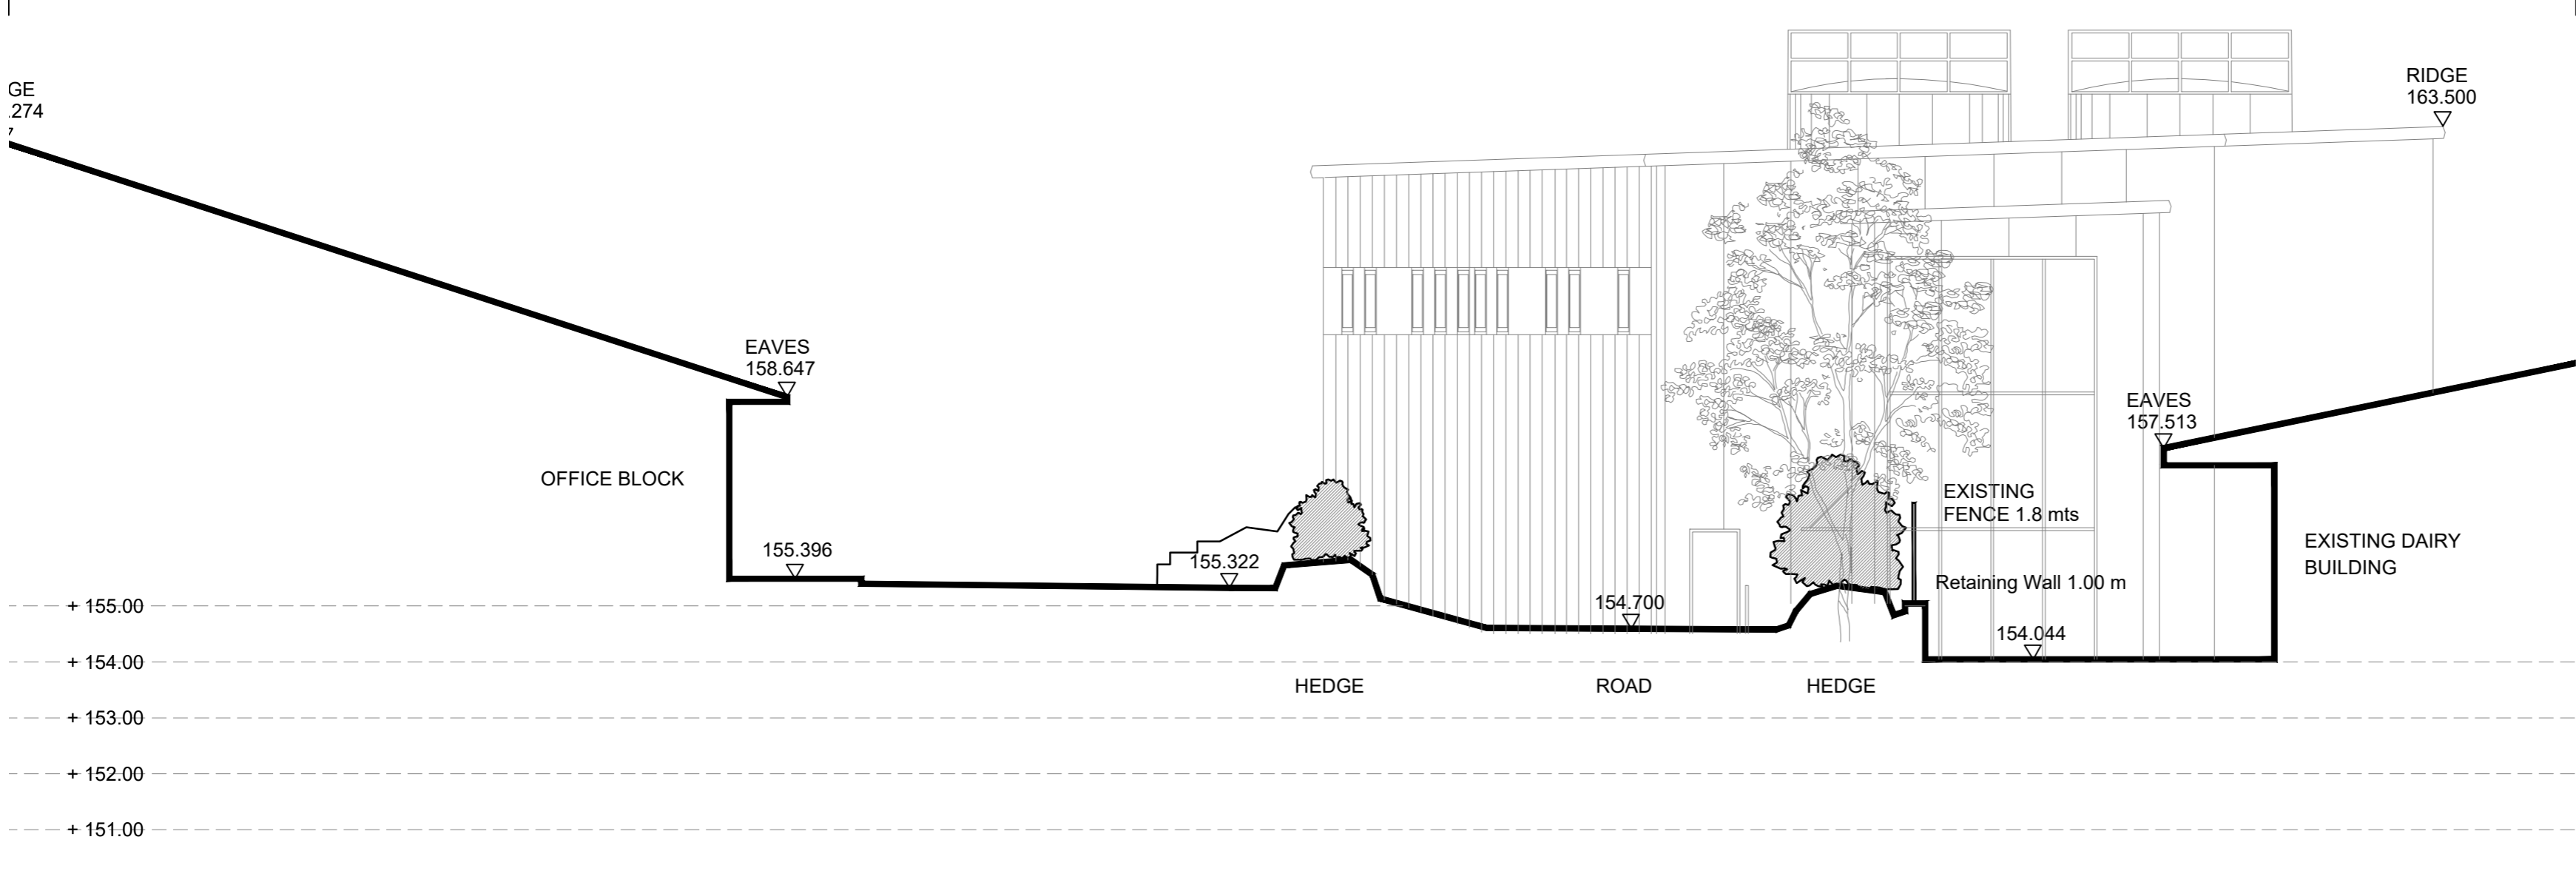 GE
.274
RIDGE
163.500
EAVES
158.647
EAVES
157.513
OFFICE BLOCK
EXISTING
FENCE 1.8 mts
EXISTING DAIRY
BUILDING
155.396
155.322
Retaining Wall 1.00 m
154.700
154.044
+ 155.00
+ 154.00
HEDGE
ROAD
HEDGE
+ 153.00
+ 152.00
+ 151.00